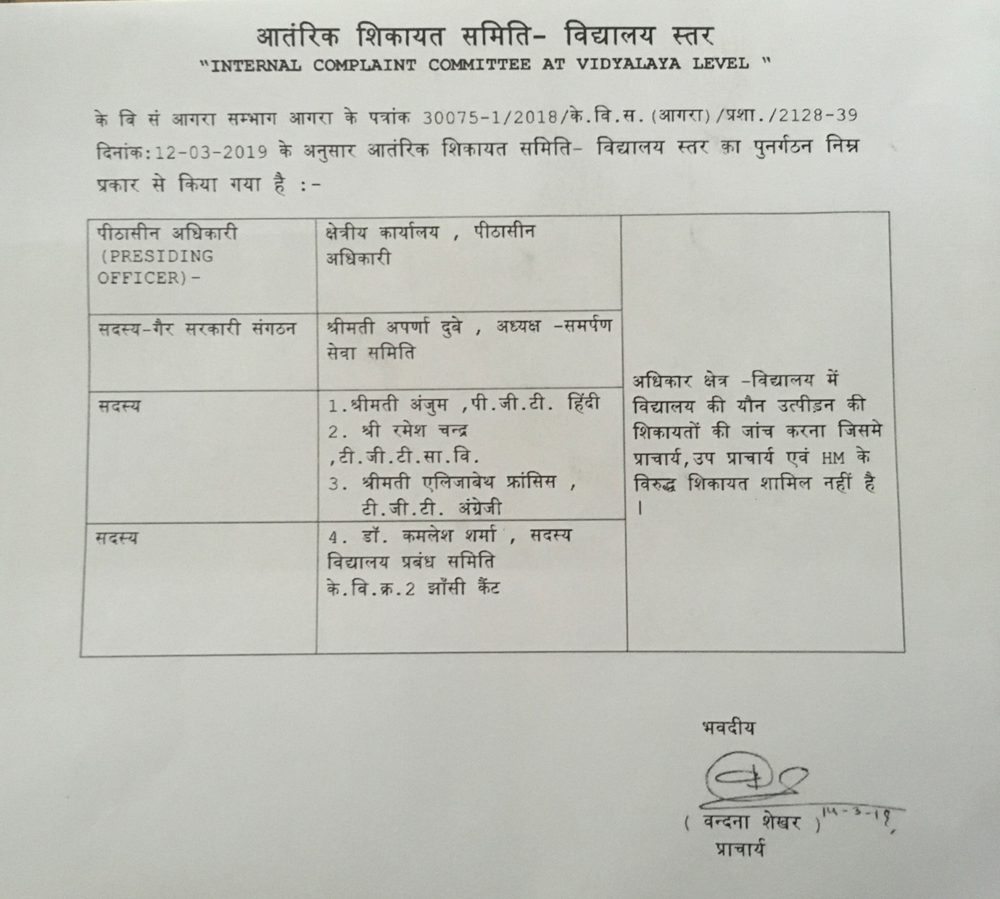 आतंरिक शिकायत समिति- विद्यालय स्तर
"INTERNAL COMPLAINT COMMITTEE AT VIDYALAYA LEVEL "
के वि सं आगरा सम्भाग आगरा के पत्रांक 30075-1/2018/के.वि.स.(आगरा)/प्रशा./2128-39
दिनांक:12-03-2019 के अनुसार आतंरिक शिकायत समिति- विद्यालय स्तर का पुनर्गठन निम्न
प्रकार से किया गया है :-
पीठासीन अधिकारी
(PRESIDING
OFFICER)-
क्षेत्रीय कार्यालय , पीठासीन
अधिकारी
सदस्य-गैर सरकारी संगठन
श्रीमती अपर्णा दुबे , अध्यक्ष -समर्पण
सेवा समिति
सदस्य
1.श्रीमती अंजुम ,पी.जी.टी. हिंदी
2. श्री रमेश चन्द्र
,टी.जी.टी.सा.वि.
3. श्रीमती एलिजाबेथ फ्रांसिस ,
टी.जी.टी. अंग्रेजी
सदस्य
4. डॉ. कमलेश शर्मा , सदस्य
विद्यालय प्रबंध समिति
के.वि.क्र.2 झाँसी कैंट
अधिकार क्षेत्र -विद्यालय में
विद्यालय की यौन उत्पीड़न की
शिकायतों की जांच करना जिसमे
प्राचार्य,उप प्राचार्य एवं HM के
विरुद्ध शिकायत शामिल नहीं है
|
भवदीय
( वन्दना शेखर ) 14-3-19
प्राचार्य